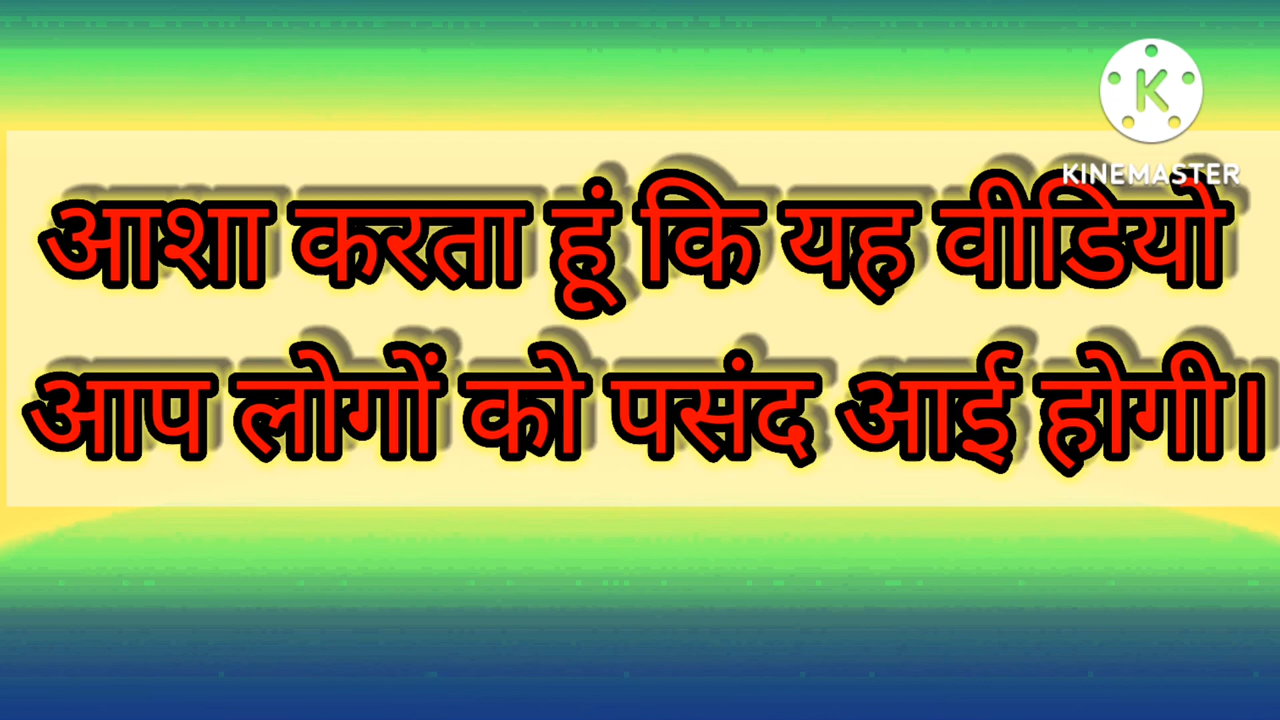 K
KINEMASTER
आशा करता हूं कि यह वीडियो
आप लोगों को पसंद आई होगी।